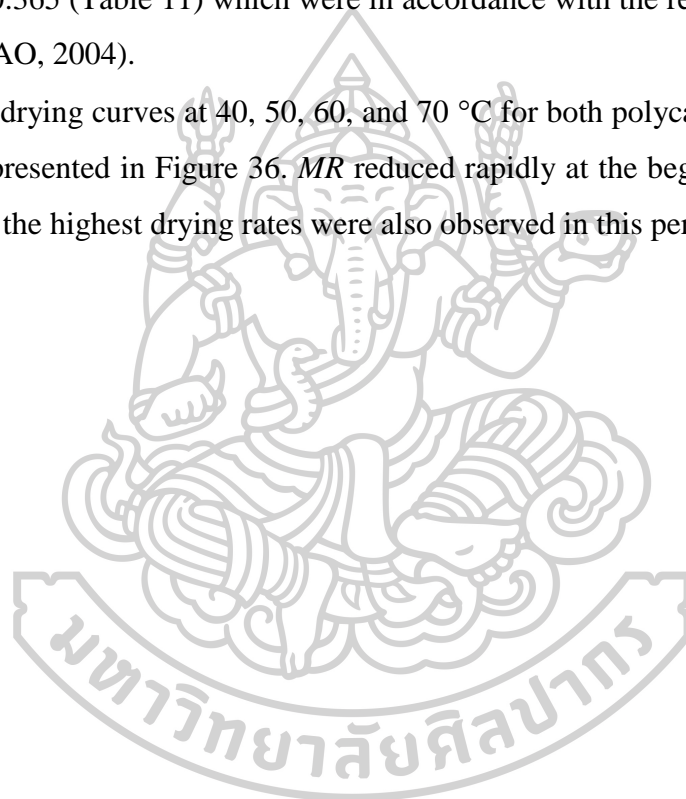 0.565 (Table 11) which were in accordance with the re
AO, 2004).
drying curves at 40, 50, 60, and 70 °C for both polyca
presented in Figure 36. MR reduced rapidly at the beg
the highest drying rates were also observed in this per
มหาวิทยาลัยศิลปากร